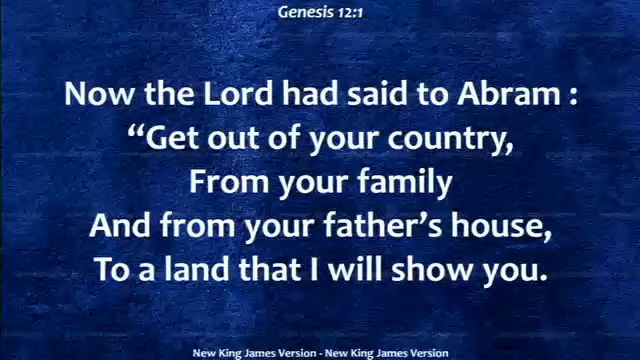 Genesis 12:1
Now the Lord had said to Abram :
“Get out of your country,
From your family
And from your father’s house,
To a land that I will show you.
New King James Version - New King James Version